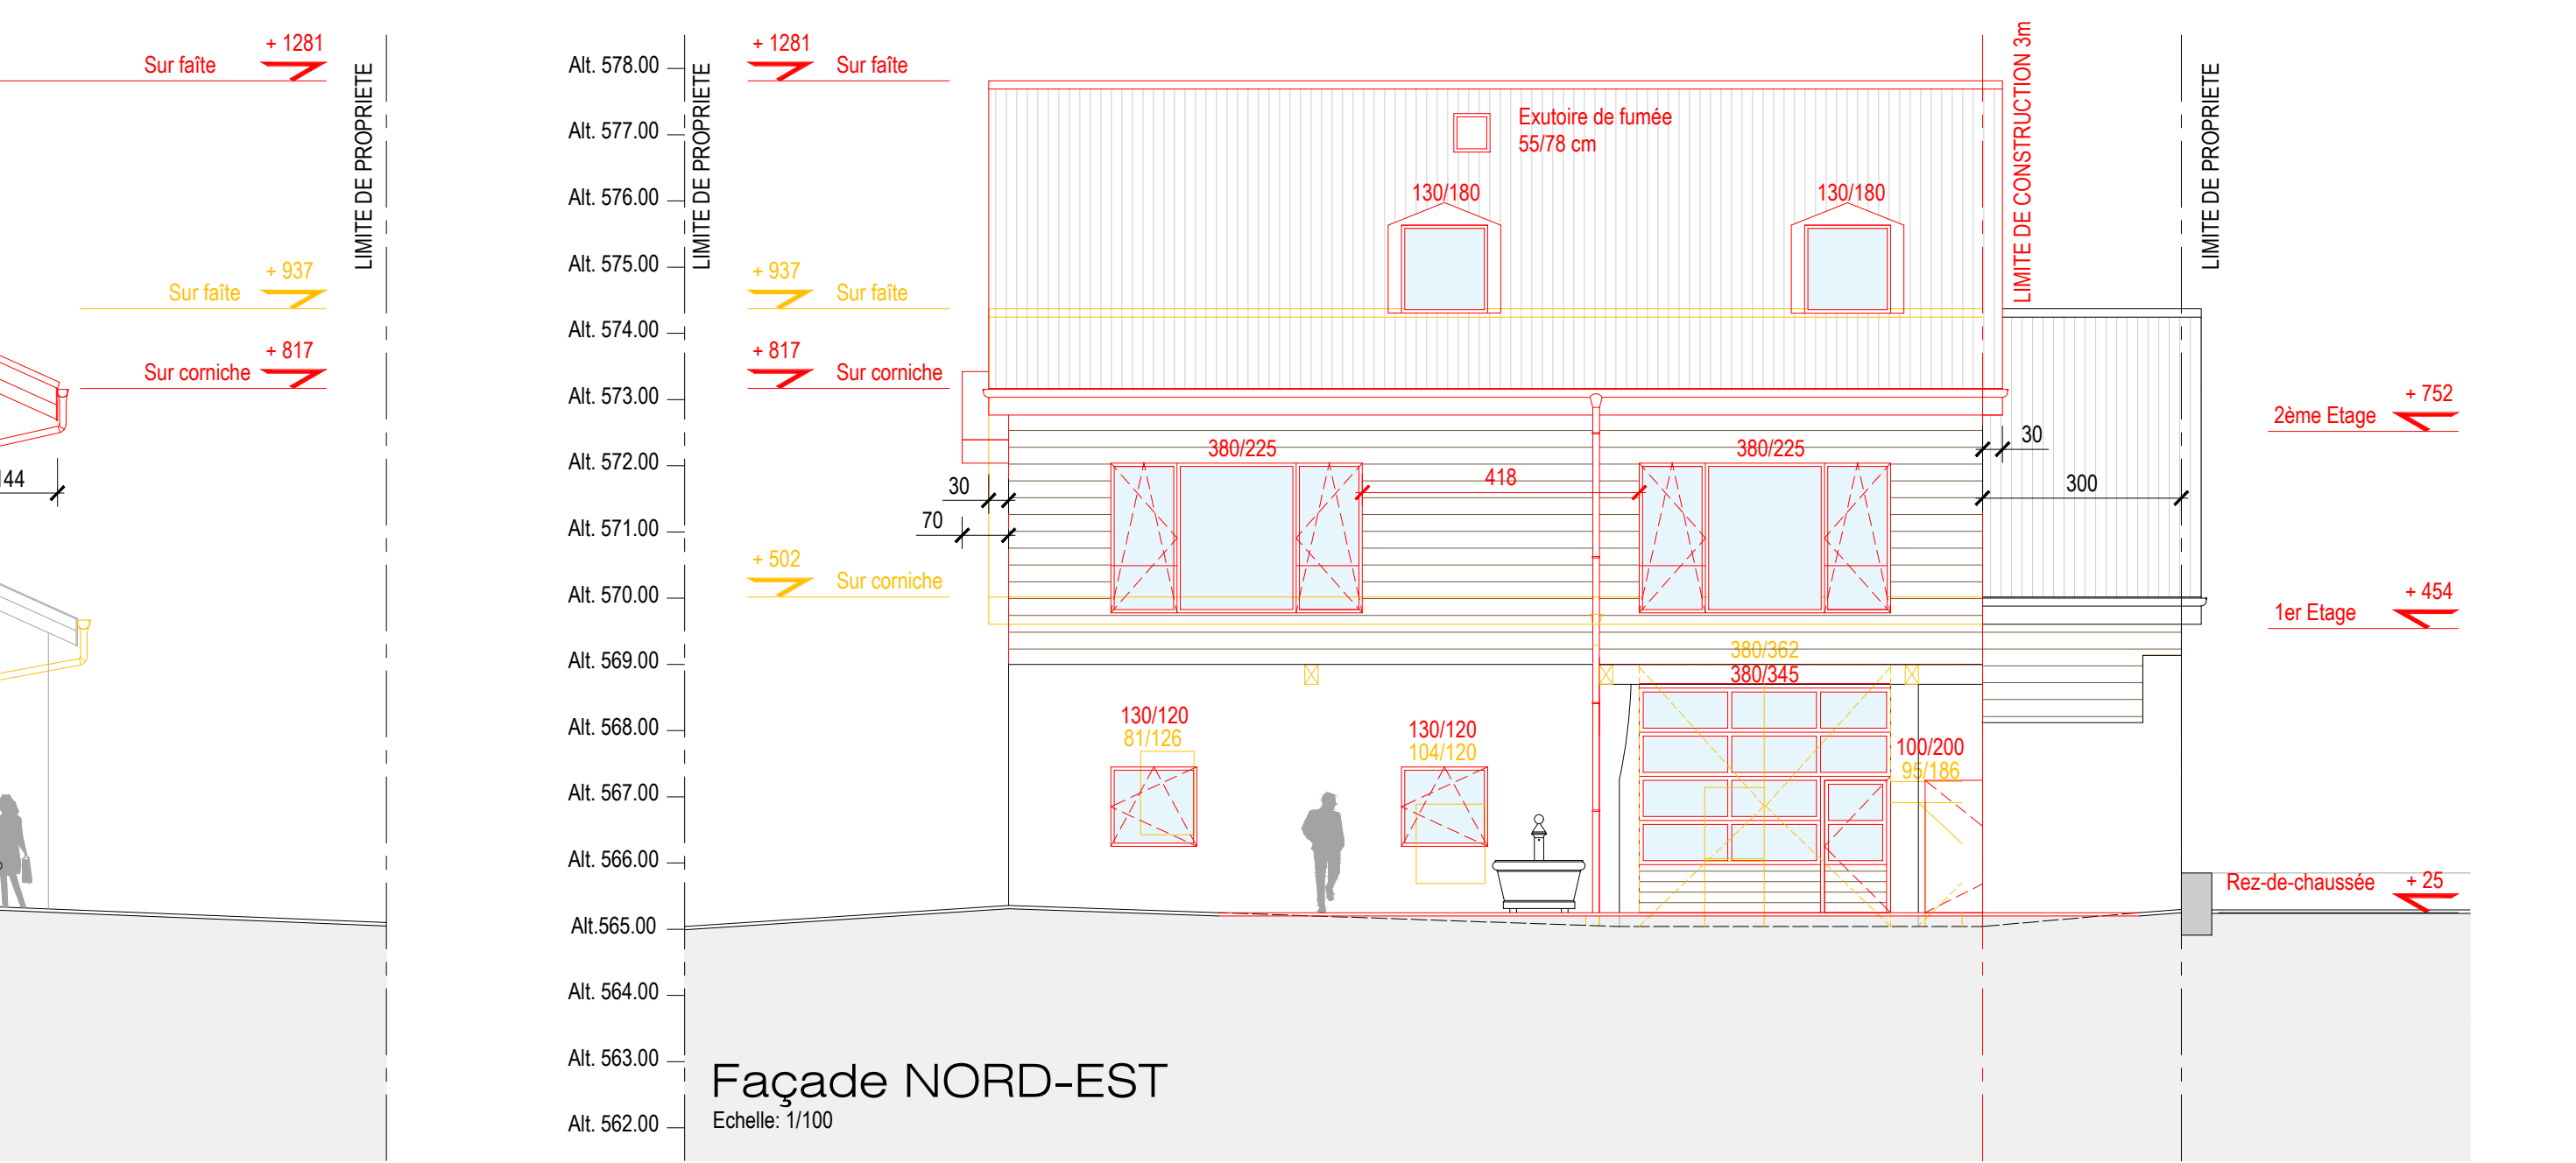 + 1281
Sur faîte
LIMITE DE PROPRIETE
+ 937
Sur faîte
+ 817
Sur corniche
144
Alt. 578.00
Alt. 577.00
Alt. 576.00
Alt. 575.00
Alt. 574.00
Alt. 573.00
Alt. 572.00
Alt. 571.00
Alt. 570.00
Alt. 569.00
Alt. 568.00
Alt. 567.00
Alt. 566.00
Alt.565.00
Alt. 564.00
Alt. 563.00
Alt. 562.00
LIMITE DE PROPRIETE
+ 1281
Sur faîte
+ 937
Sur faîte
+ 817
Sur corniche
+ 502
Sur corniche
Exutoire de fumée
55/78 cm
130/180
130/180
LIMITE DE CONSTRUCTION 3m
LIMITE DE PROPRIETE
380/225
380/225
418
30
70
30
300
+ 752
2ème Etage
+ 454
1er Etage
380/362
380/345
130/120
81/126
130/120
104/120
100/200
95/186
Rez-de-chaussée
+ 25
Façade NORD-EST
Echelle: 1/100